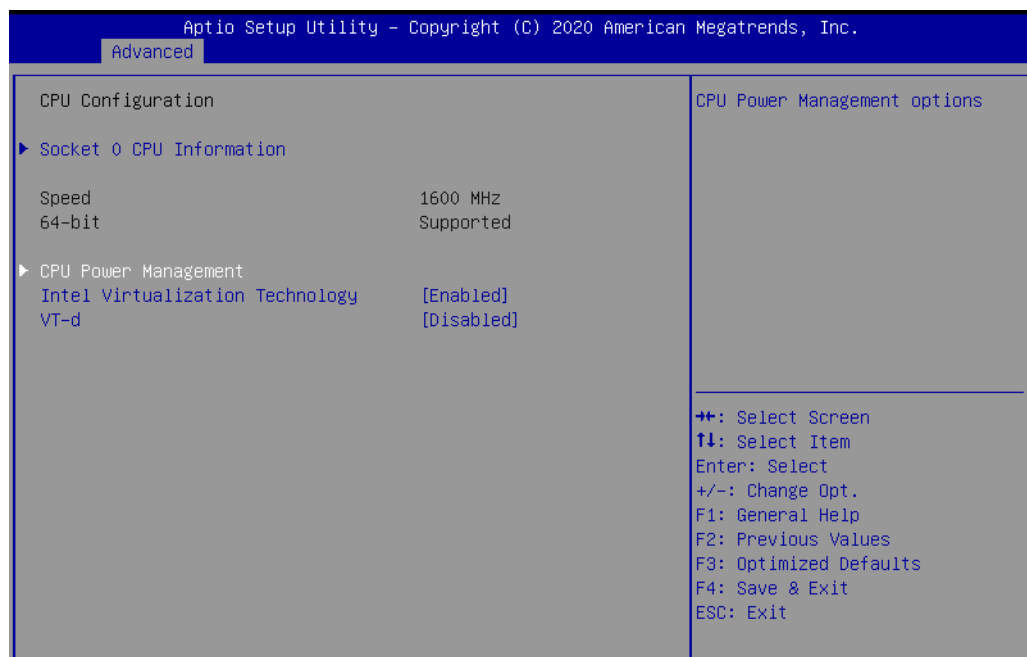 Aptio Setup Utility – Copyright (C) 2020 American Megatrends, Inc.
Advanced
CPU Configuration
Socket 0 CPU Information
Speed 1600 MHz
64-bit Supported
CPU Power Management
Intel Virtualization Technology [Enabled]
VT-d [Disabled]
CPU Power Management options
→←: Select Screen
↑↓: Select Item
Enter: Select
+/-: Change Opt.
F1: General Help
F2: Previous Values
F3: Optimized Defaults
F4: Save & Exit
ESC: Exit